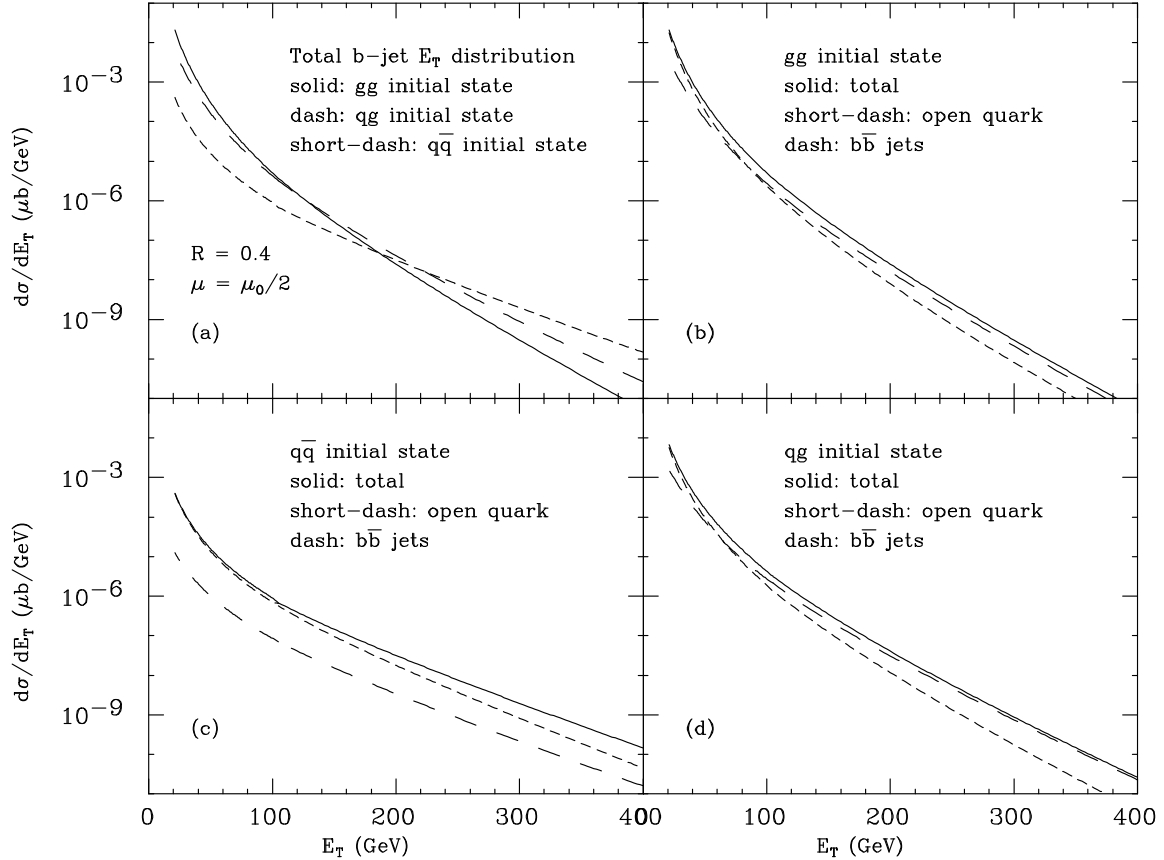 Total b−jet E_T distribution
solid: gg initial state
dash: qg initial state
short−dash: qq̅ initial state
R = 0.4
μ = μ₀/2
(a)
10⁻³
10⁻⁶
10⁻⁹
dσ/dE_T (μb/GeV)
gg initial state
solid: total
short−dash: open quark
dash: bb̅ jets
(b)
qq̅ initial state
solid: total
short−dash: open quark
dash: bb̅ jets
(c)
10⁻³
10⁻⁶
10⁻⁹
dσ/dE_T (μb/GeV)
0
100
200
300
400
E_T (GeV)
qg initial state
solid: total
short−dash: open quark
dash: bb̅ jets
(d)
0
100
200
300
400
E_T (GeV)